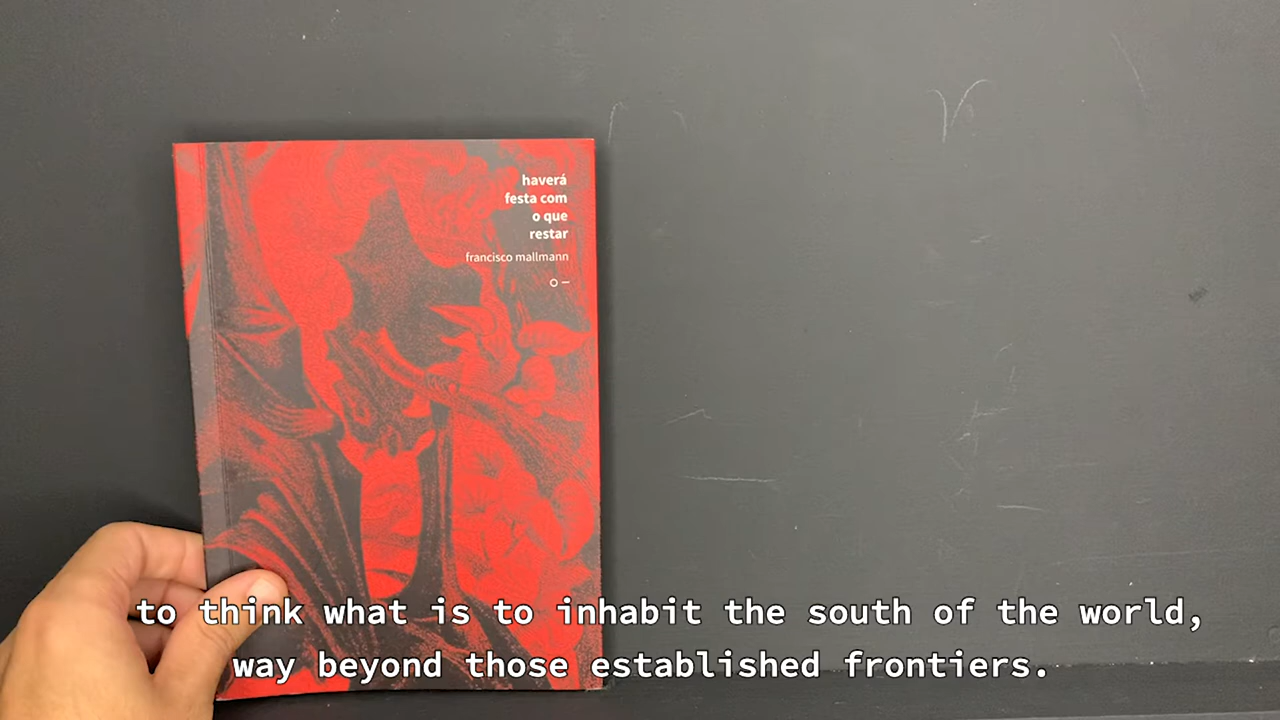 haverá
festa com
o que
restar
francisco mallmann
to think what is to inhabit the south of the world,
way beyond those established frontiers.